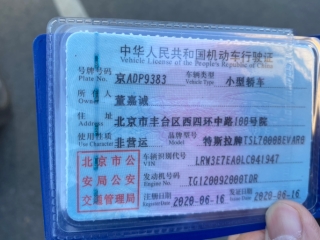 中华人民共和国机动车行驶证
Vehicle License of the People's Republic of China
号牌号码 京ADP9383 车辆类型 小型轿车
Plate No. Vehicle Type
所有人 董嘉诚
Owner
住址 北京市丰台区西四环中路100号院
Address
使用性质 非营运 品牌型号 特斯拉牌TSL7000BEVAR0
Use Character Model
北京市公 车辆识别代号 LRW3E7EA0LC041947
VIN
安局公安 发动机号码 TG120092000TDR
Engine No.
交通管理局 注册日期 2020-06-16 发证日期 2020-06-16
Register Date Issue Date